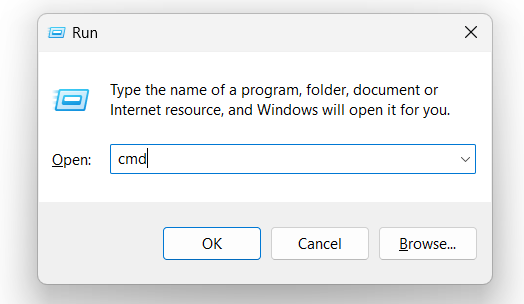 Run
Type the name of a program, folder, document or
Internet resource, and Windows will open it for you.
Open: cmd
OK Cancel Browse...